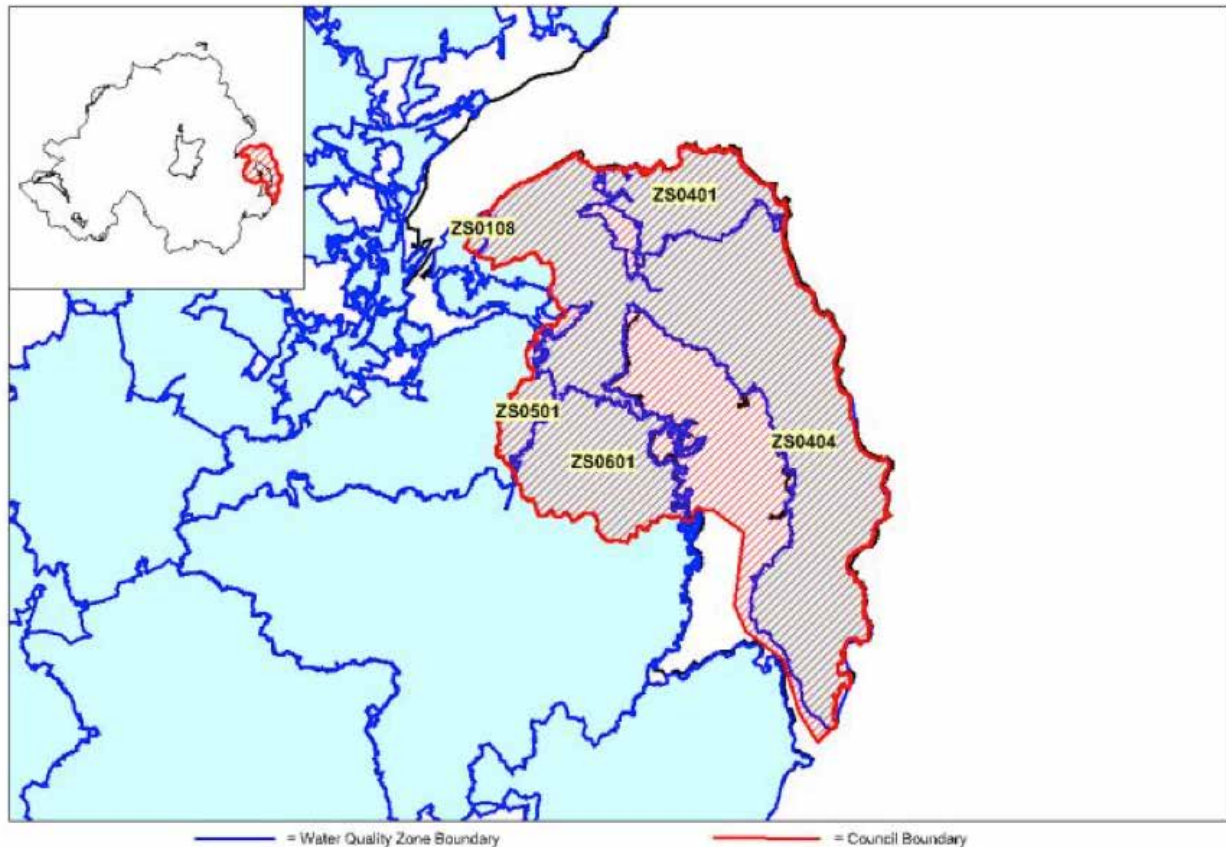 ZS0401
ZS0108
ZS0501
ZS0404
ZS0601
= Water Quality Zone Boundary
= Council Boundary